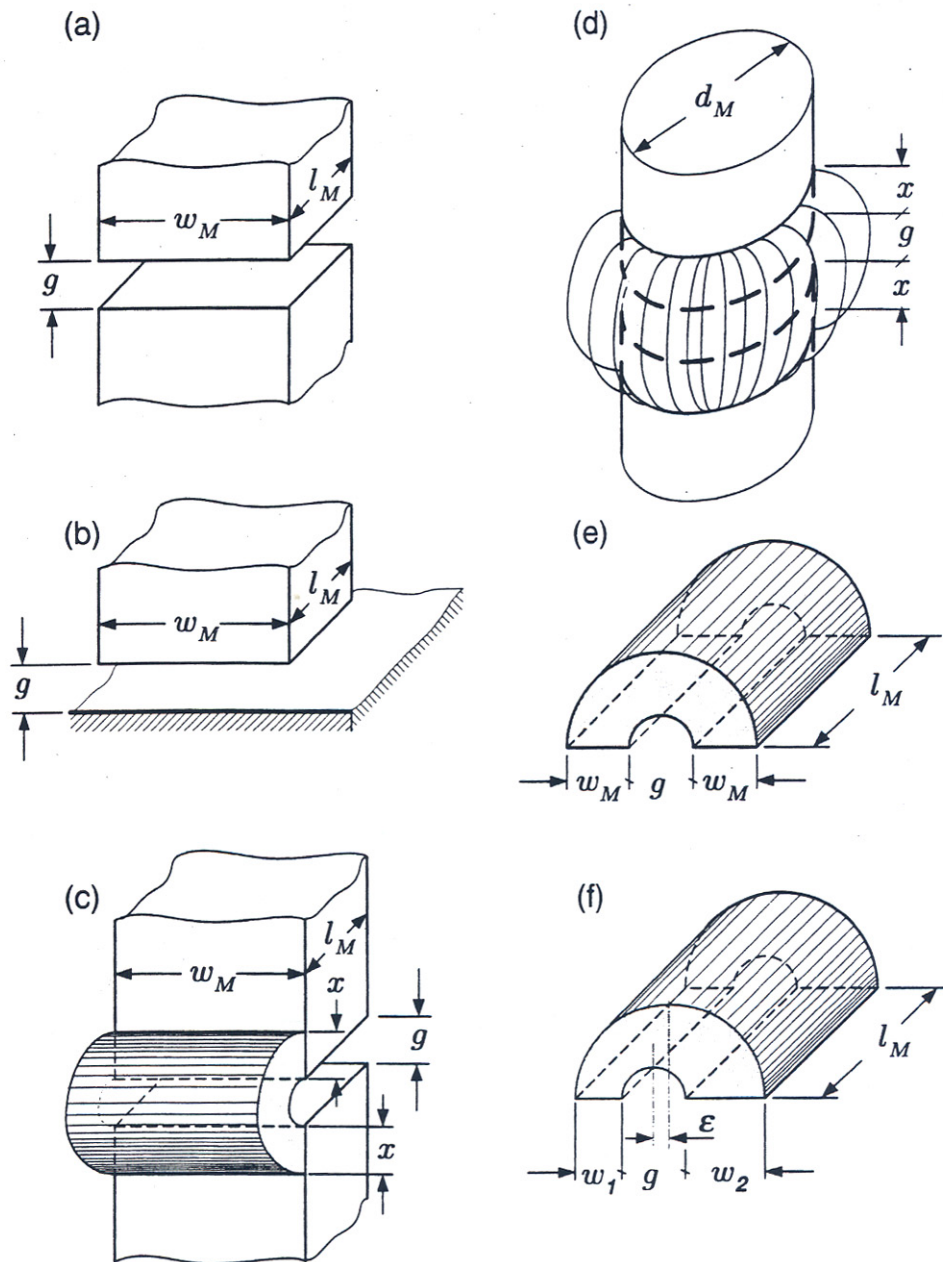 (a)
l_M
w_M
g
(b)
l_M
w_M
g
(c)
l_M
w_M
x
g
x
(d)
d_M
x
g
x
(e)
l_M
w_M g w_M
(f)
l_M
ε
w_1 g w_2